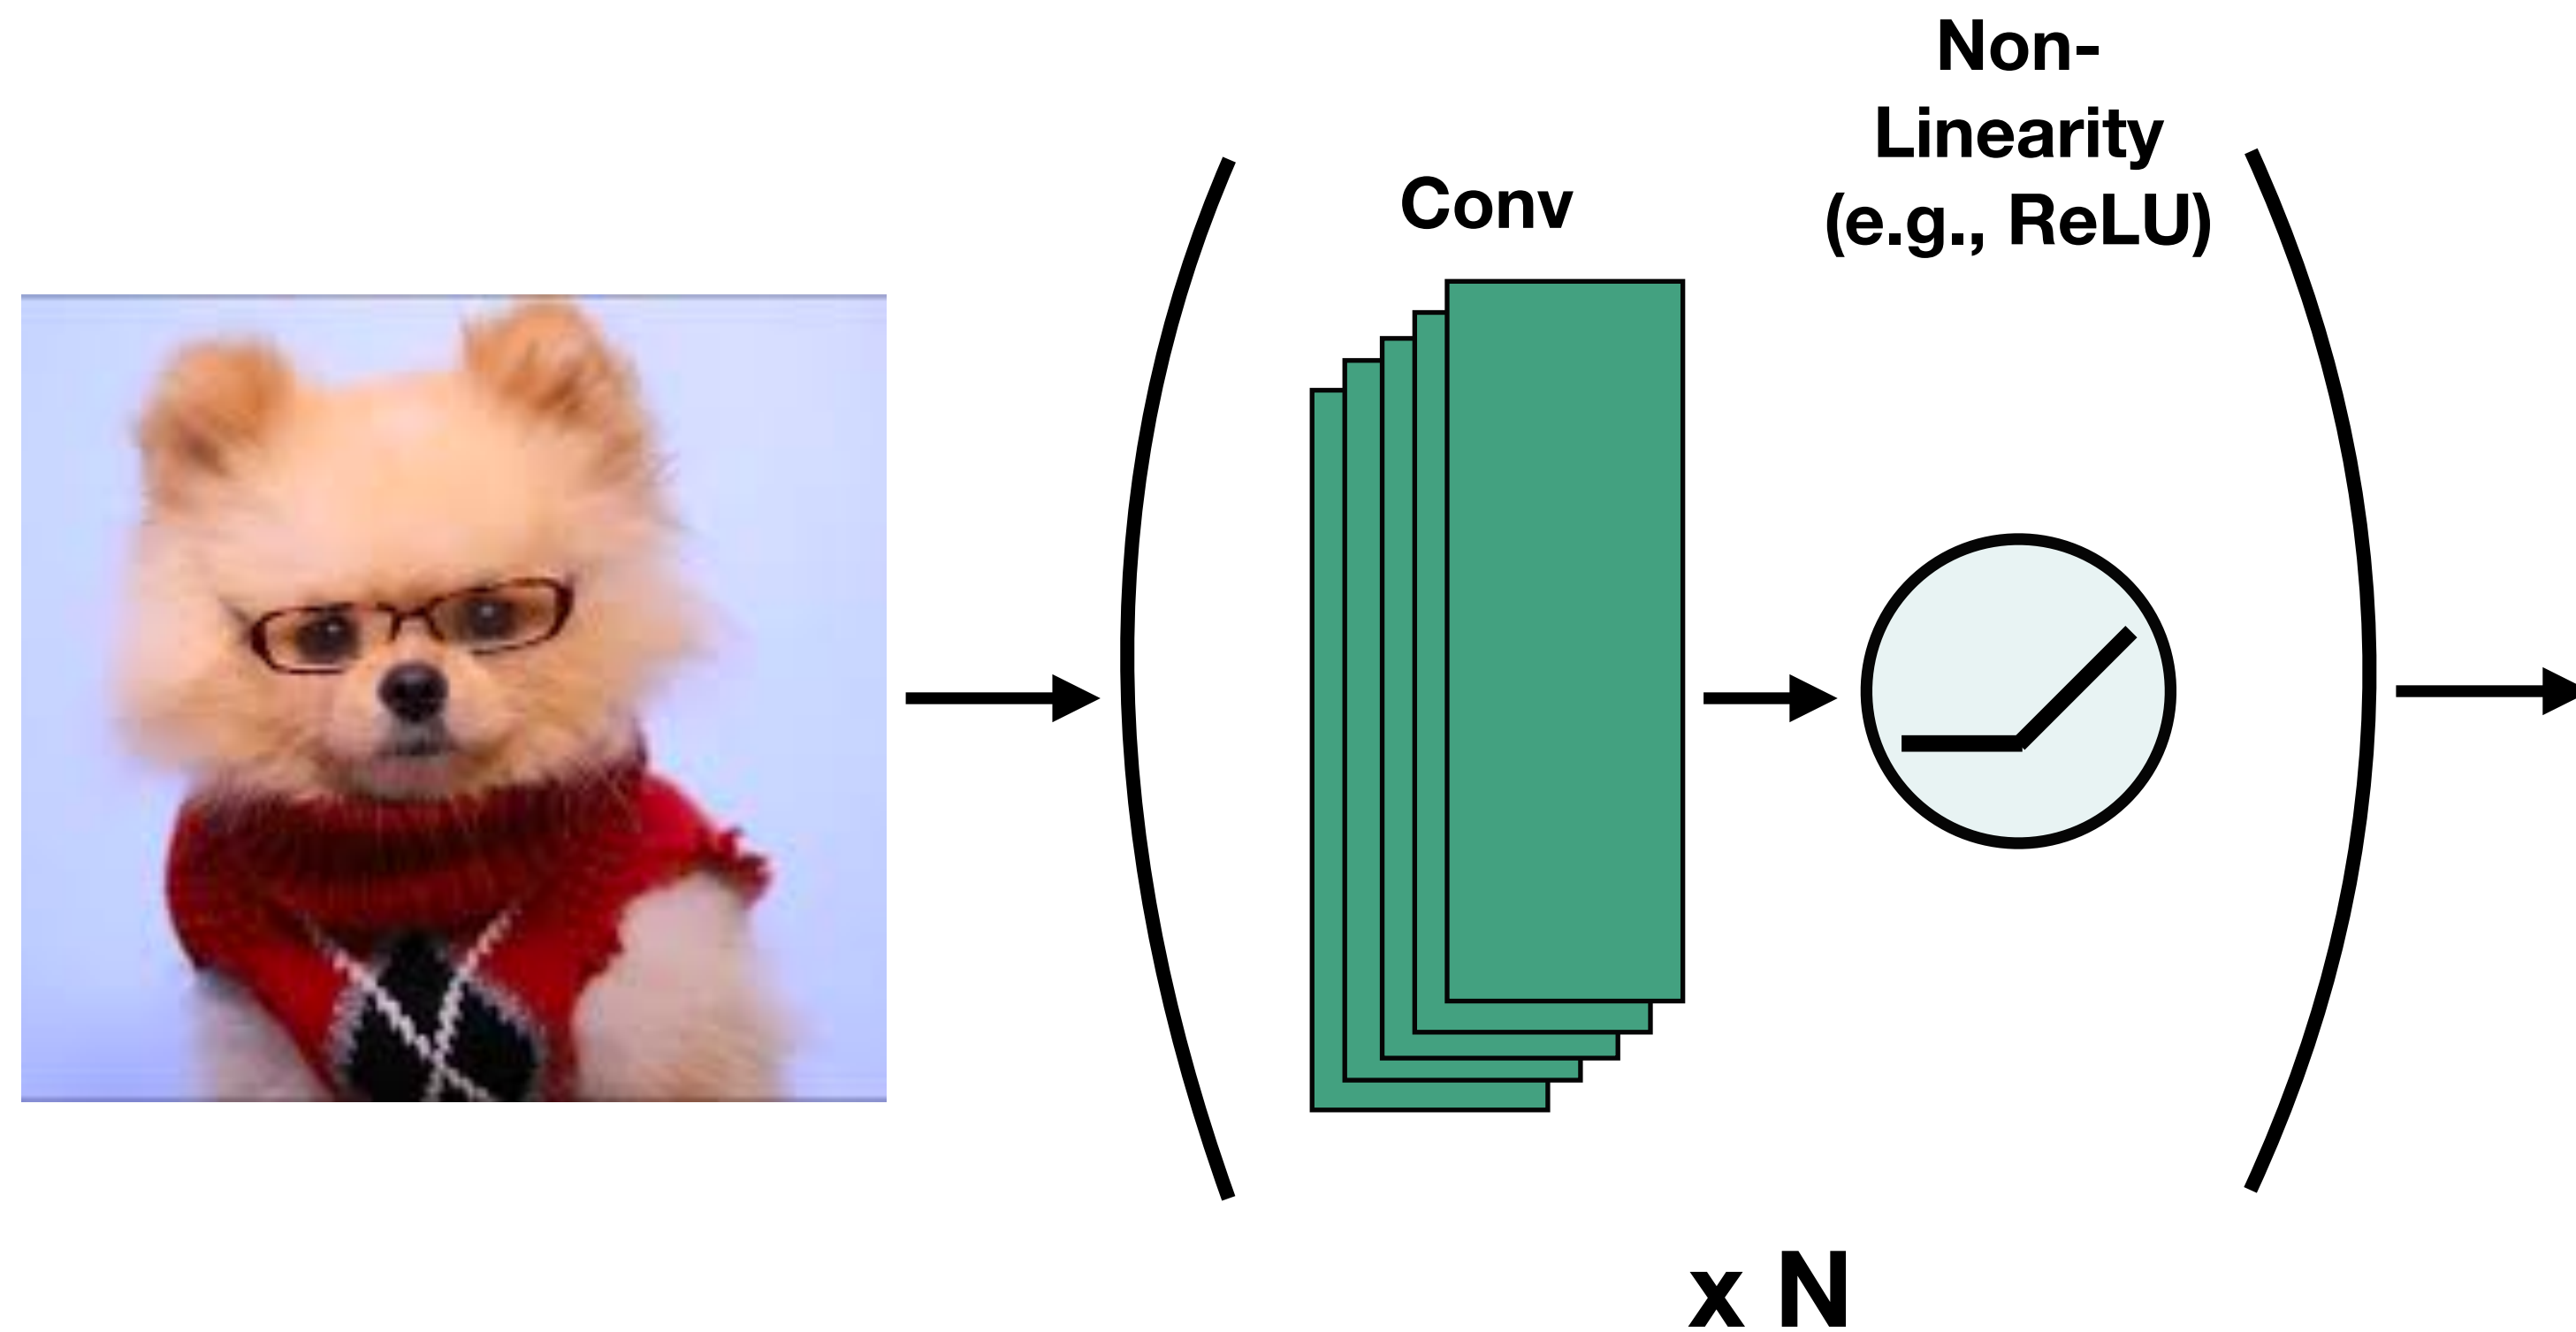 Conv
Non-
Linearity
(e.g., ReLU)
x N